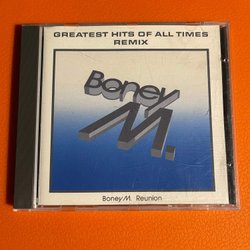 GREATEST HITS OF ALL TIMES
REMIX
Boney
M.
Boney M. Reunion